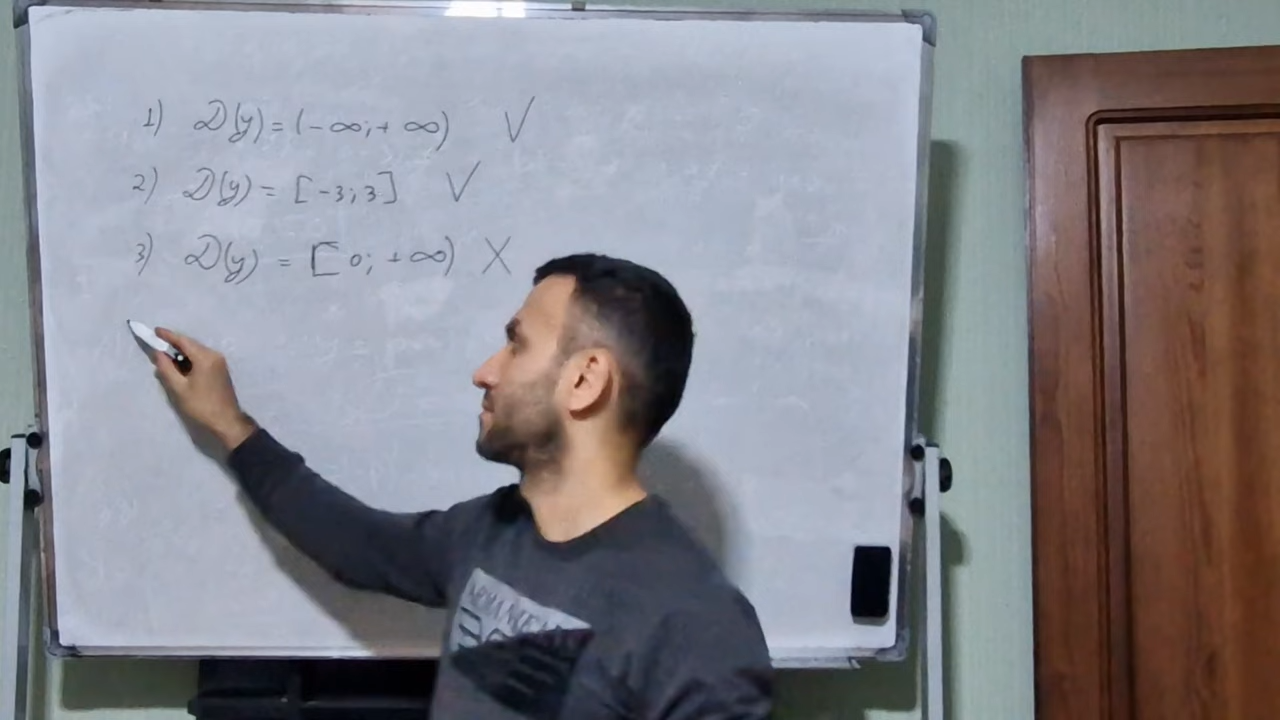 1) D(y) = (-∞; + ∞) V
2) D(y) = [-3; 3] V
3) D(y) = [0; +∞) X